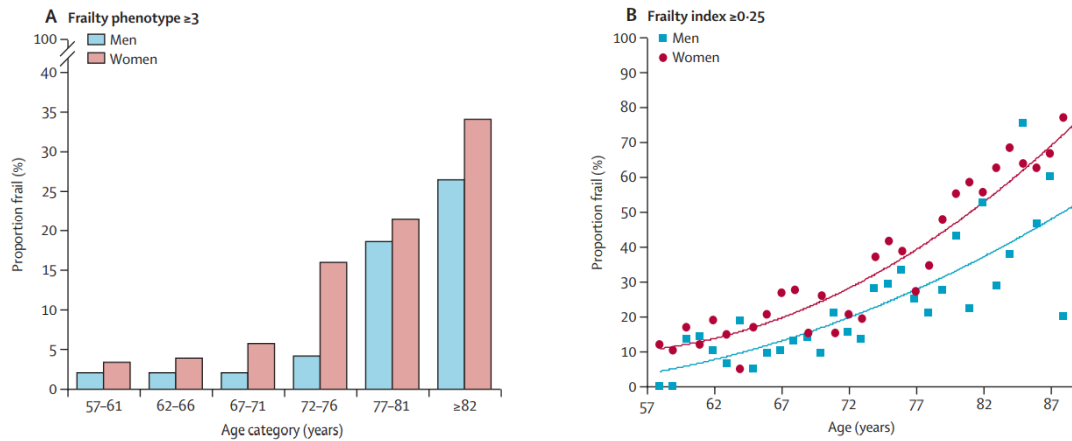 A Frailty phenotype ≥3
Men
Women
100
40
35
30
25
20
15
10
5
0
Proportion frail (%)
57–61 62–66 67–71 72–76 77–81 ≥82
Age category (years)
B Frailty index ≥0·25
Men
Women
100
90
80
70
60
50
40
30
20
10
0
Proportion frail (%)
57 62 67 72 77 82 87
Age (years)